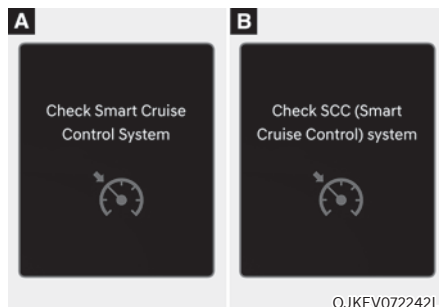 A
B
Check Smart Cruise
Control System
Check SCC (Smart
Cruise Control) system
OJKEV072242L